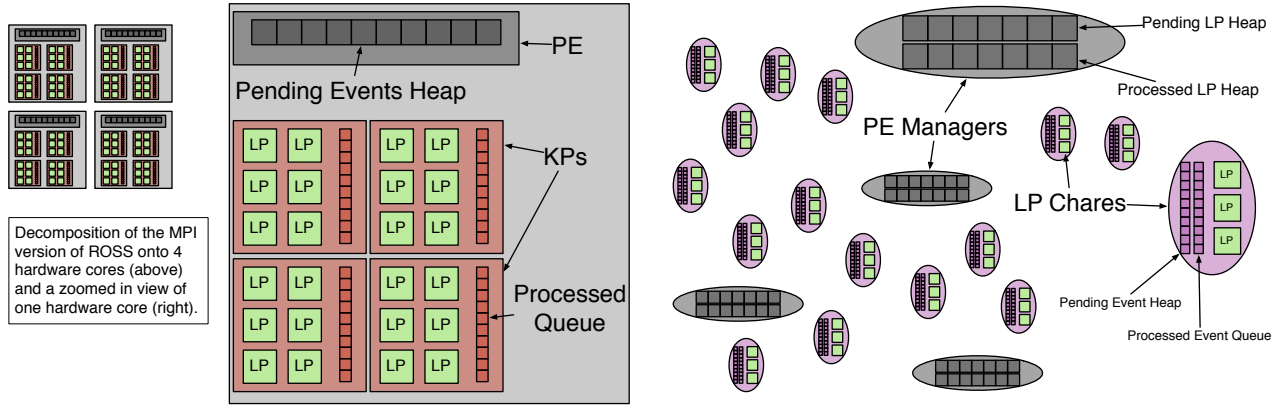 PE
Pending Events Heap
LP LP LP LP
LP LP LP LP
LP LP LP LP
KPs
LP LP LP LP
LP LP LP LP
LP LP LP LP
Processed
Queue
Decomposition of the MPI
version of ROSS onto 4
hardware cores (above)
and a zoomed in view of
one hardware core (right).
Pending LP Heap
Processed LP Heap
PE Managers
LP Chares
LP
LP
LP
Pending Event Heap
Processed Event Queue